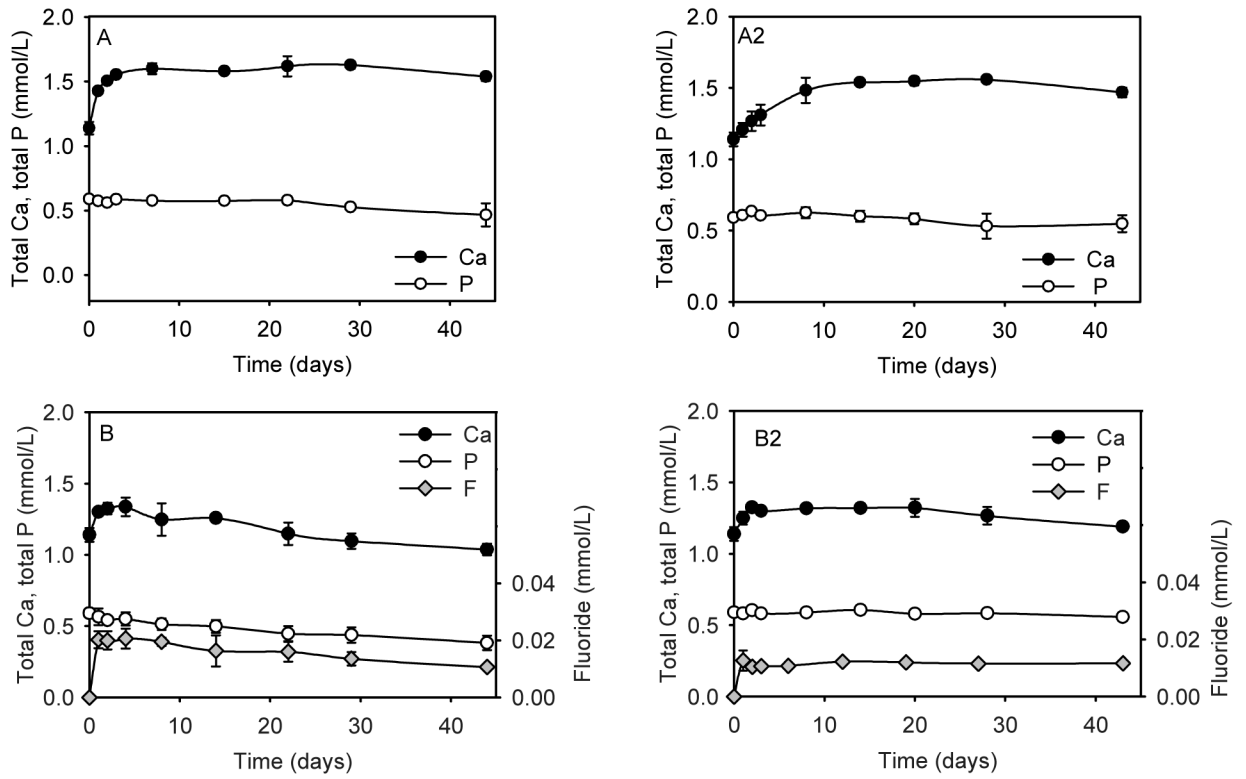 A
Total Ca, total P (mmol/L)
2.0
1.5
1.0
0.5
0.0
Ca
P
0 10 20 30 40
Time (days)
A2
Total Ca, total P (mmol/L)
2.0
1.5
1.0
0.5
0.0
Ca
P
0 10 20 30 40
Time (days)
B
Total Ca, total P (mmol/L)
2.0
1.5
1.0
0.5
0.0
Ca
P
F
0.04
0.02
0.00
Fluoride (mmol/L)
0 10 20 30 40
Time (days)
B2
Total Ca, total P (mmol/L)
2.0
1.5
1.0
0.5
0.0
Ca
P
F
0.04
0.02
0.00
Fluoride (mmol/L)
0 10 20 30 40
Time (days)